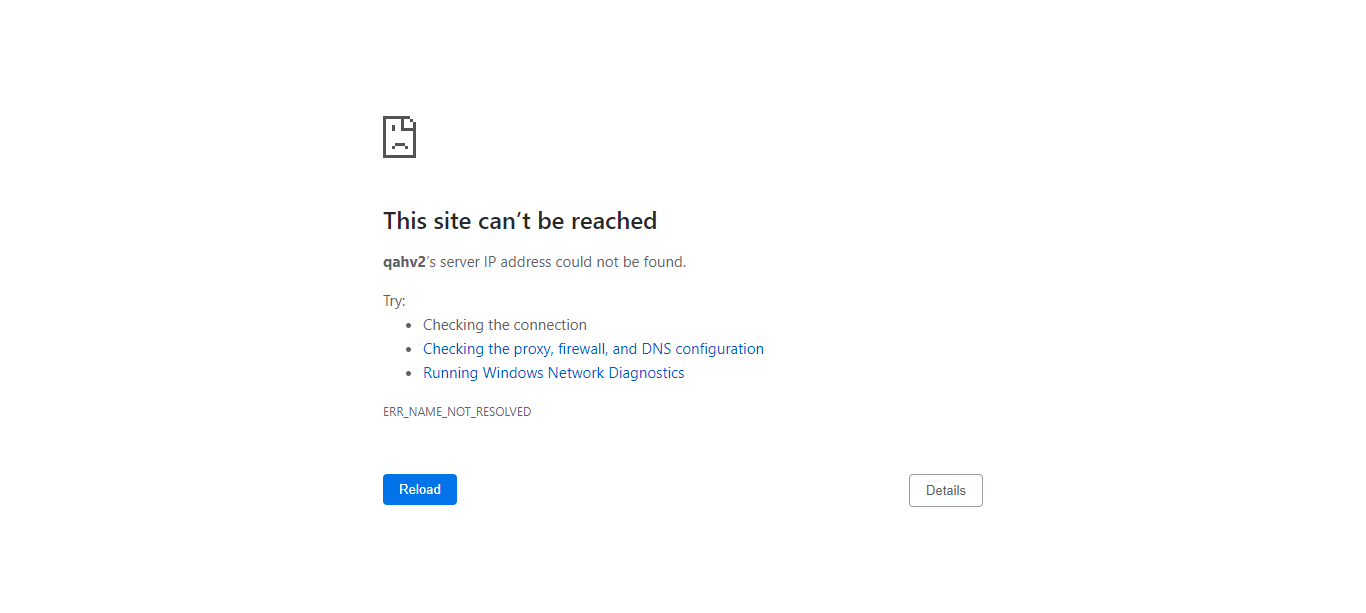 This site can’t be reached
qahv2’s server IP address could not be found.
Try:
Checking the connection
Checking the proxy, firewall, and DNS configuration
Running Windows Network Diagnostics
ERR_NAME_NOT_RESOLVED
Reload
Details